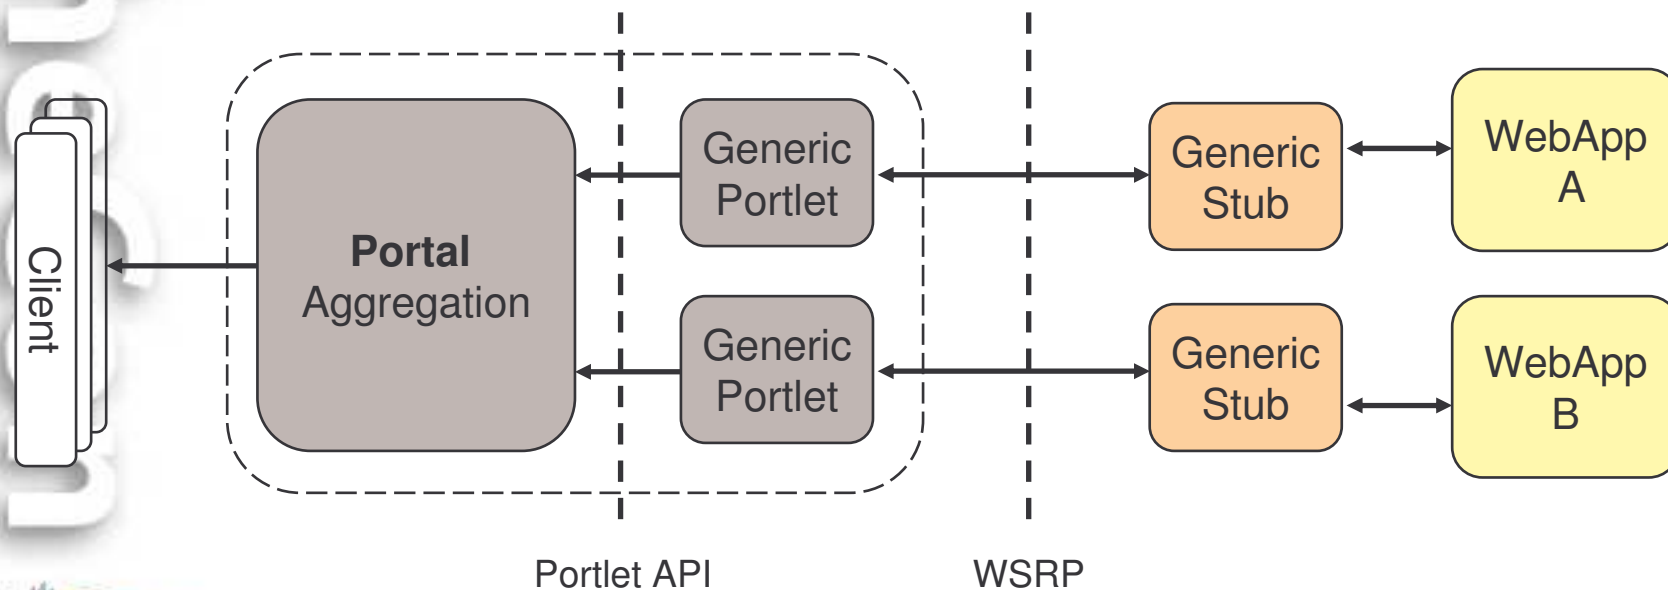 Client
Portal
Aggregation
Generic
Portlet
Generic
Portlet
Generic
Stub
Generic
Stub
WebApp
A
WebApp
B
Portlet API
WSRP